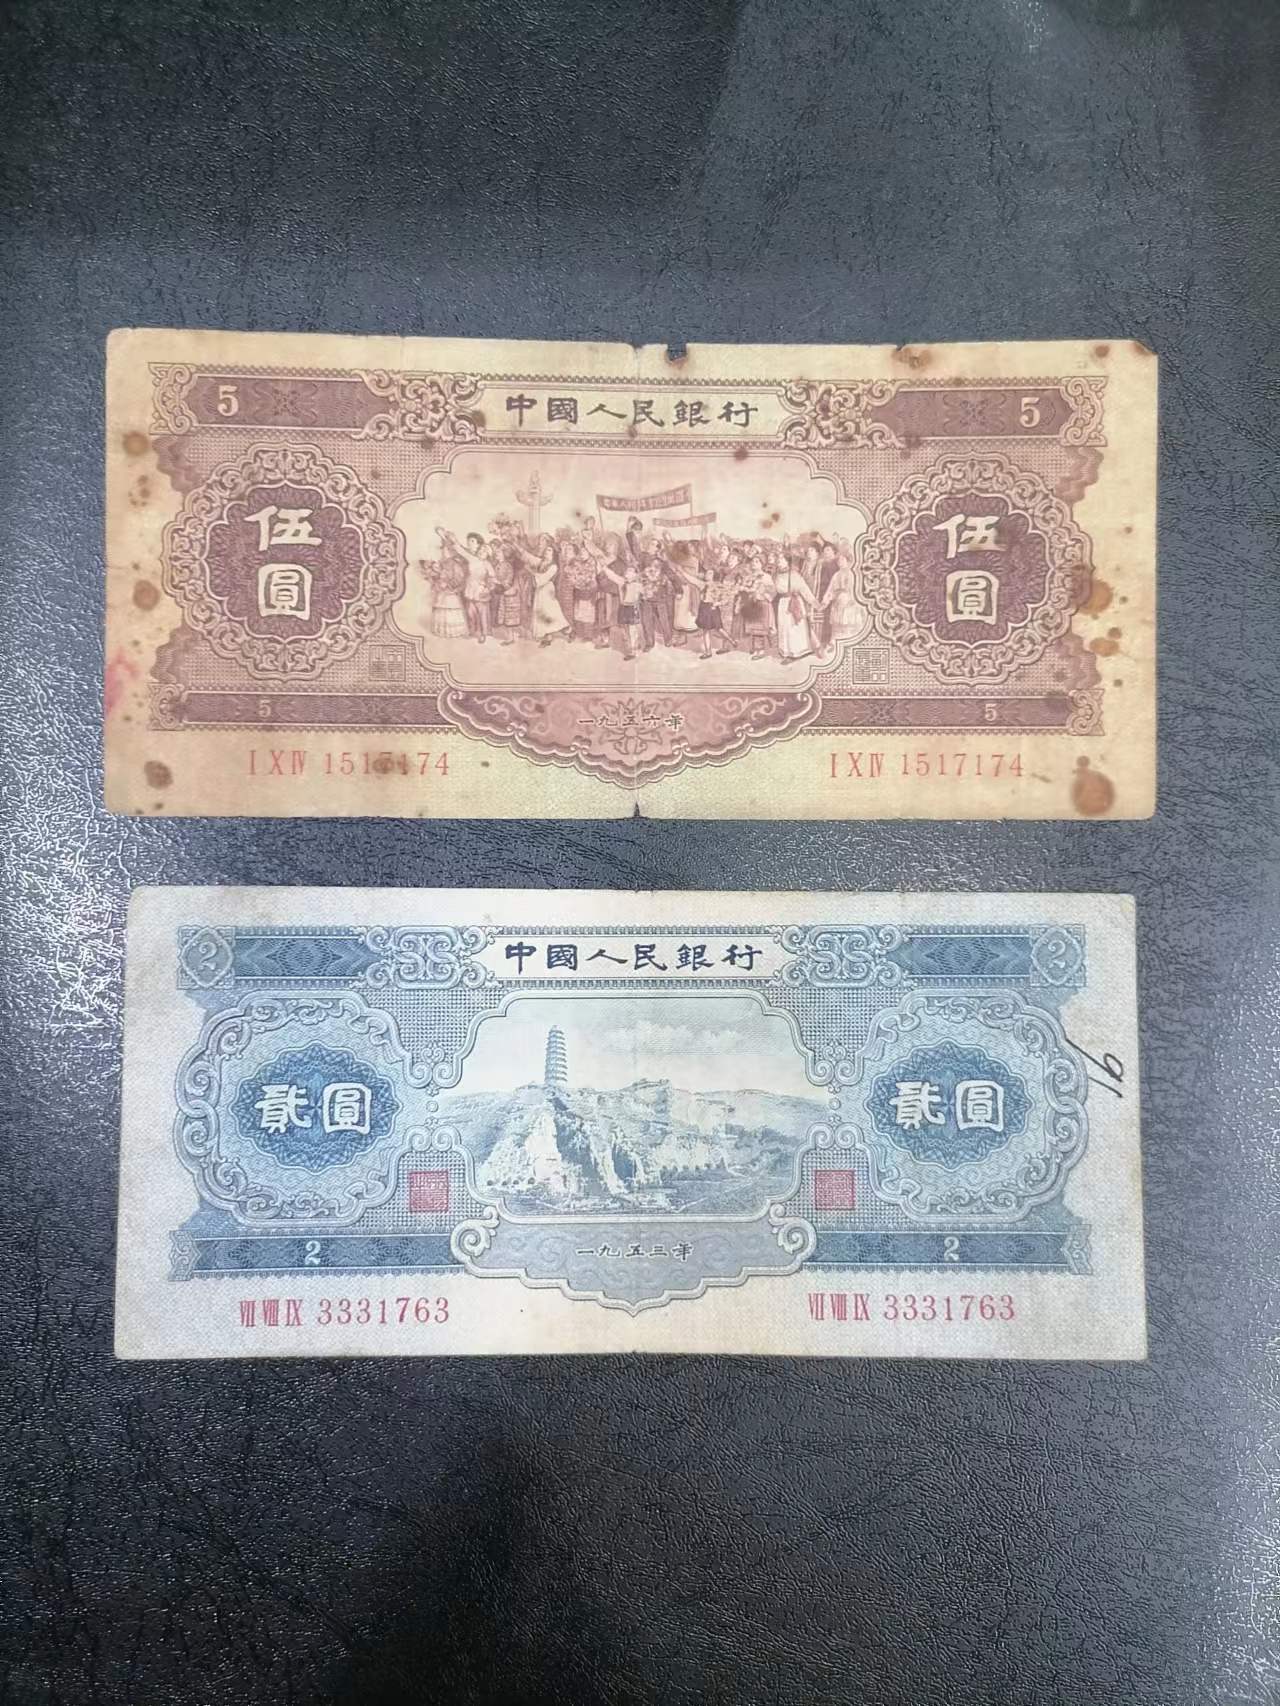 5 中國人民銀行 5
伍圓 伍圓
5 一九五六年 5
I X IV 1517174 I X IV 1517174
2 中國人民銀行 2
貳圓 貳圓
91
2 一九五三年 2
VII VIII IX 3331763 VII VIII IX 3331763